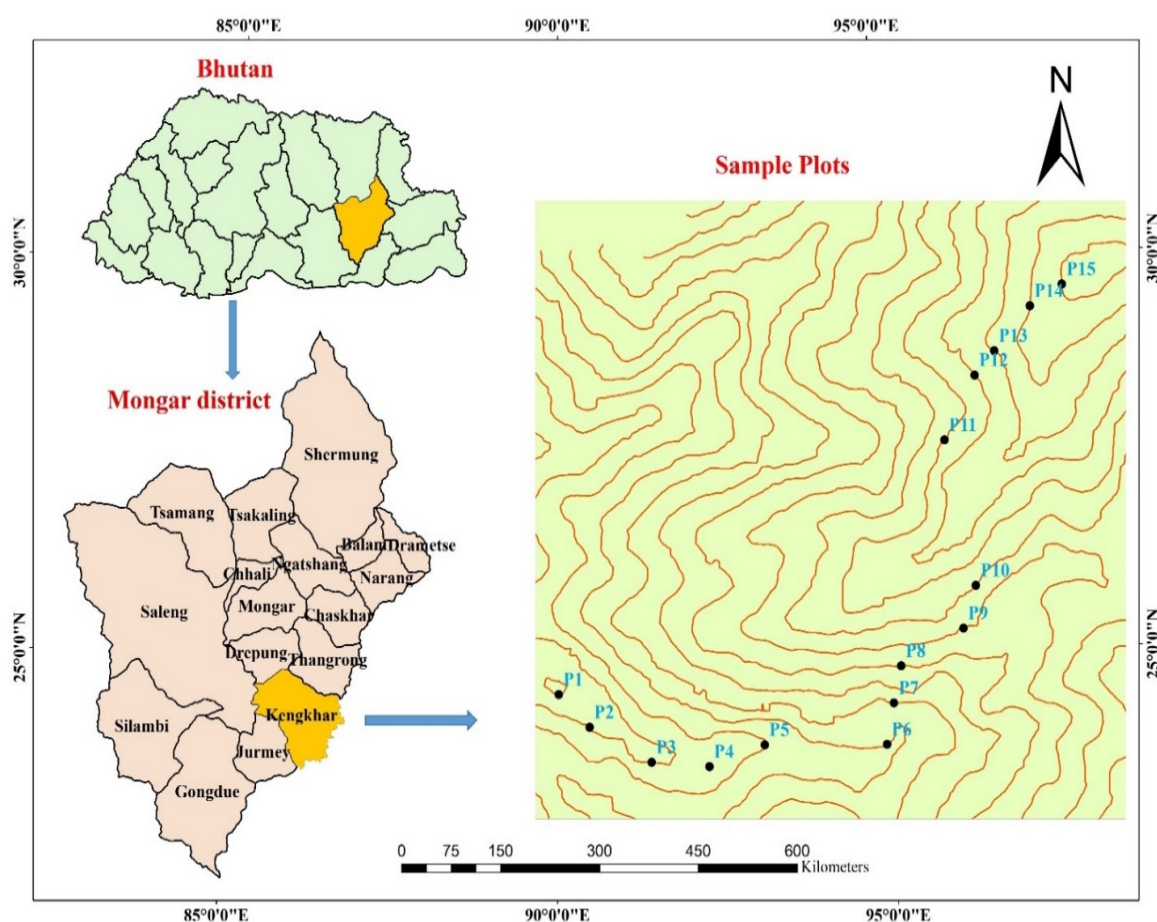 85°0'0"E 90°0'0"E 95°0'0"E
Bhutan
N
Sample Plots
30°0'0"N 30°0'0"N
P15
P14
P13
P12
Mongar district
P11
Shermung
Tsamang Tsakaling
Balam Drametse
Ngatshang
Chhali Narang
Saleng Mongar Chaskhar
P10
P9
25°0'0"N 25°0'0"N
Drepung Thangrong
P8
P1 P7
Kengkhar
P2
Silambi
P5 P6
Jurmey P3 P4
Gongdue
0 75 150 300 450 600
Kilometers
85°0'0"E 90°0'0"E 95°0'0"E